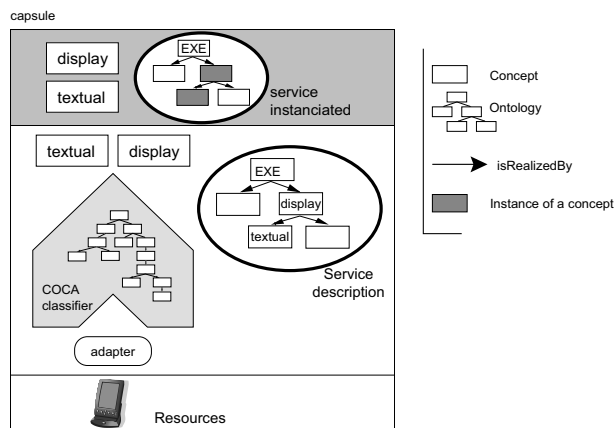 capsule
display
textual
EXE
service
instanciated
textual
display
EXE
display
textual
COCA
classifier
Service
description
adapter
Resources
Concept
Ontology
isRealizedBy
Instance of a concept